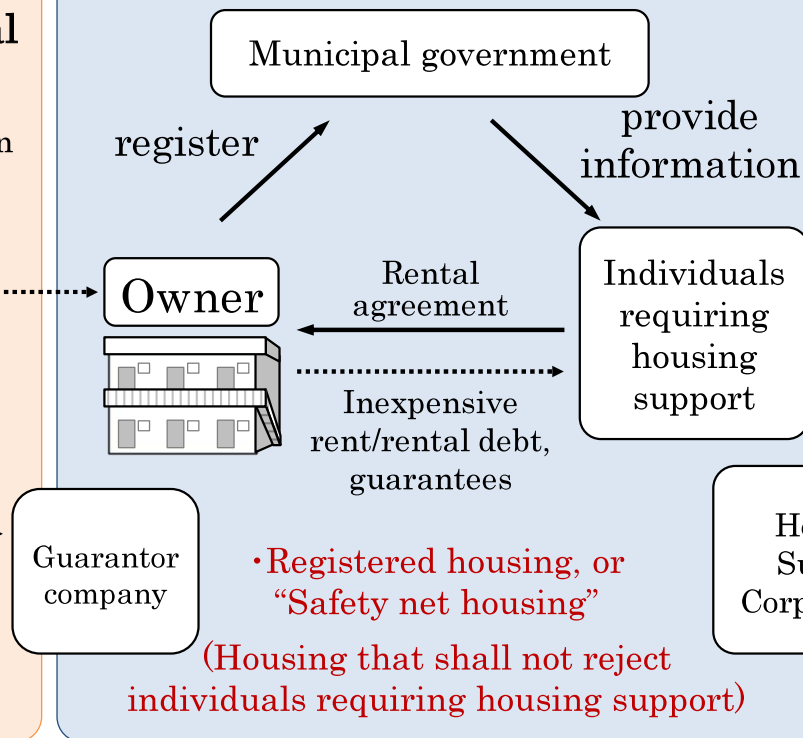 Municipal government
register
provide
information
Owner
Rental
agreement
Individuals
requiring
housing
support
Inexpensive
rent/rental debt,
guarantees
Guarantor
company
・Registered housing, or
“Safety net housing”
(Housing that shall not reject
individuals requiring housing support)